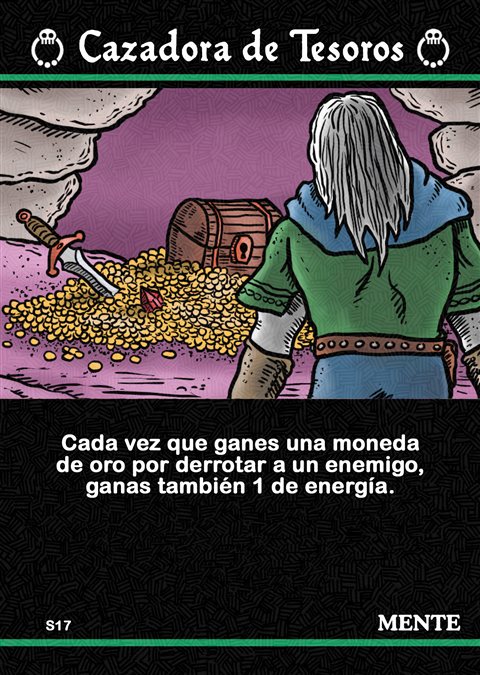 Cazadora de Tesoros
Cada vez que ganes una moneda
de oro por derrotar a un enemigo,
ganas también 1 de energía.
S17
MENTE